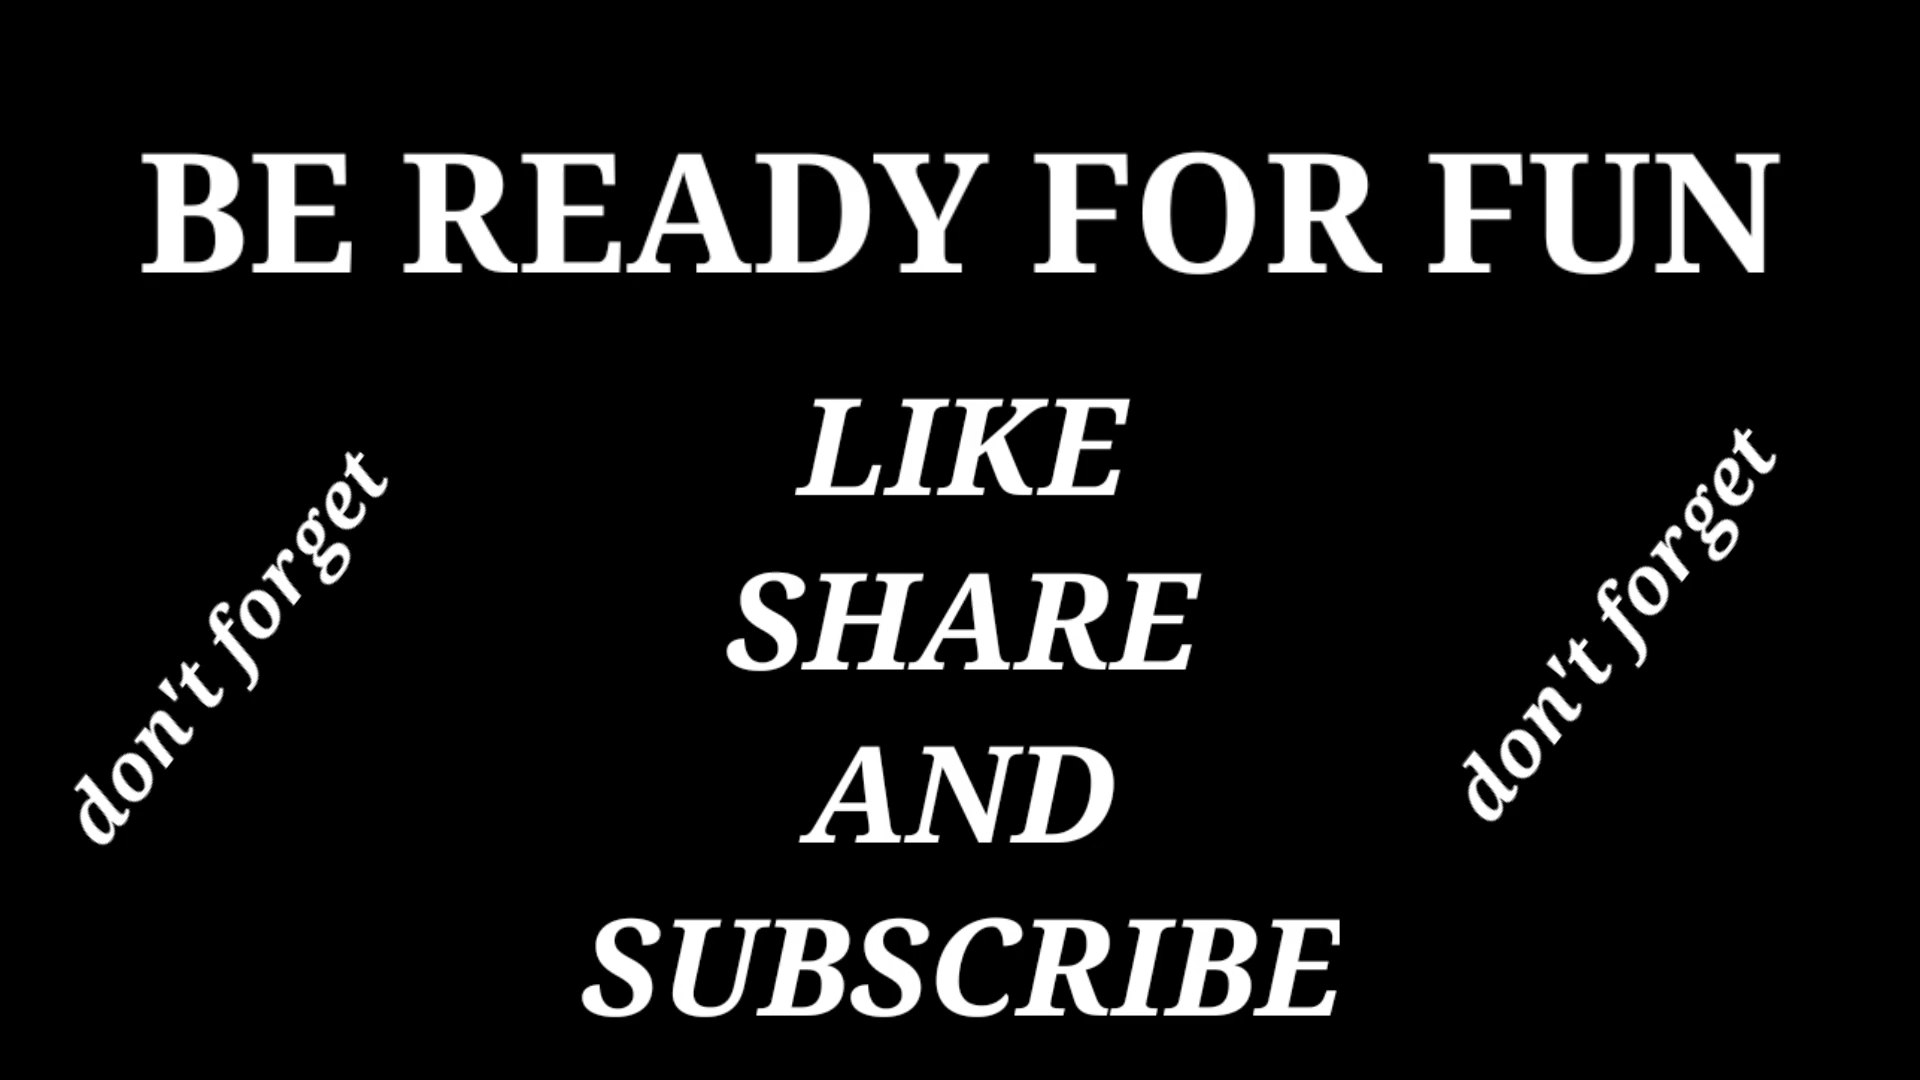 BE READY FOR FUN
LIKE
don't forget
don't forget
SHARE
AND
SUBSCRIBE